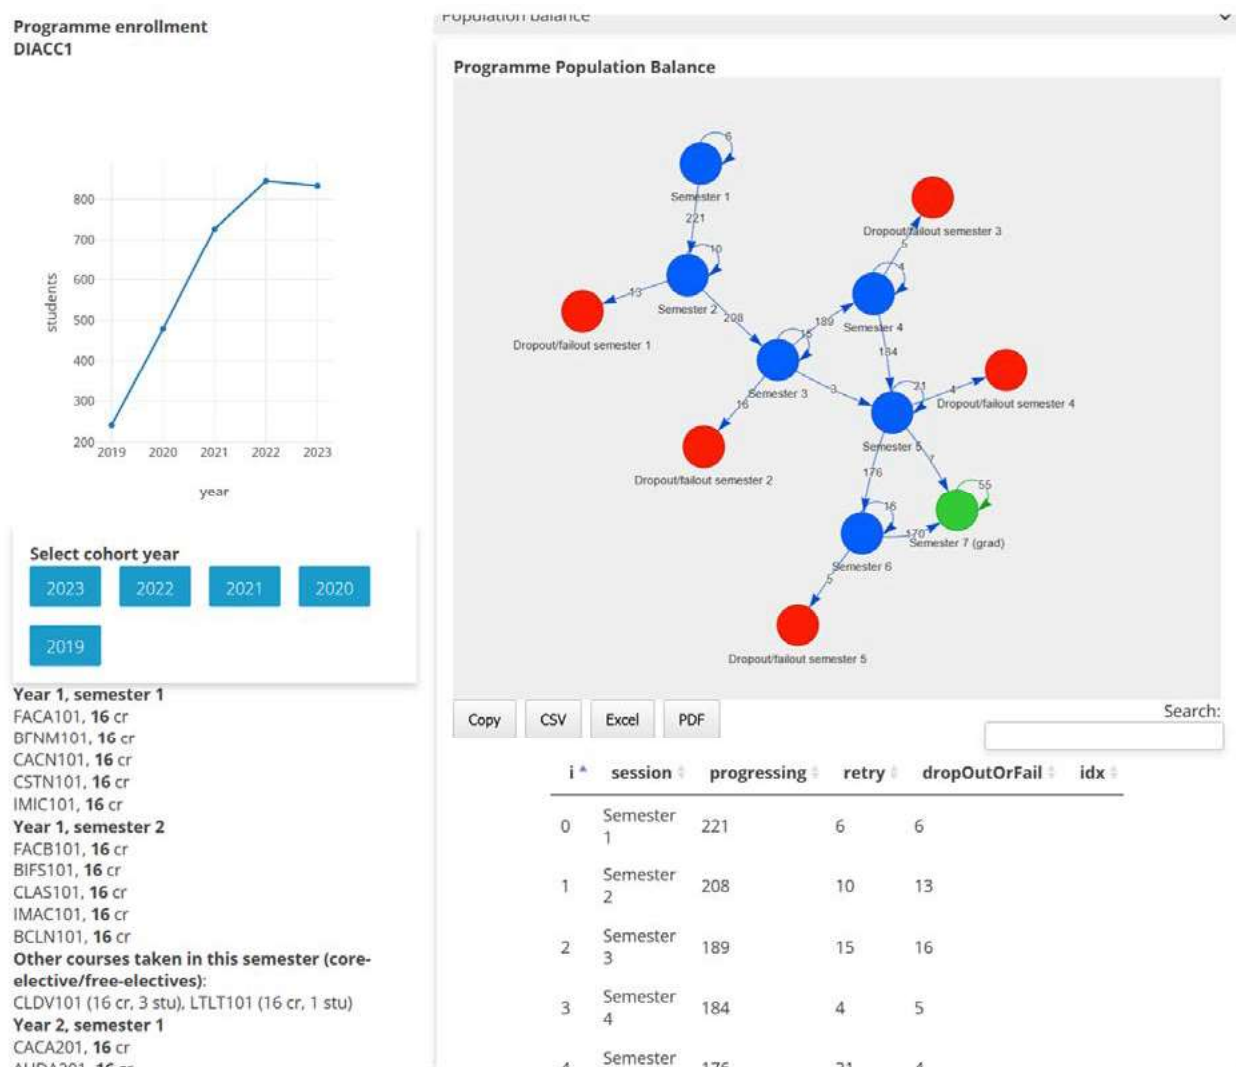 Programme enrollment
DIACC1
800
700
600
500
400
300
200
students
2019 2020 2021 2022 2023
year
Select cohort year
2023 2022 2021 2020
2019
Year 1, semester 1
FACA101, 16 cr
BFNM101, 16 cr
CACN101, 16 cr
CSTN101, 16 cr
IMIC101, 16 cr
Year 1, semester 2
FACB101, 16 cr
BIFS101, 16 cr
CLAS101, 16 cr
IMAC101, 16 cr
BCLN101, 16 cr
Other courses taken in this semester (core-
elective/free-electives):
CLDV101 (16 cr, 3 stu), LTLT101 (16 cr, 1 stu)
Year 2, semester 1
CACA201, 16 cr
Population balance
Programme Population Balance
6
Semester 1
221
10
Semester 2
13
Dropout/failout semester 1
208
Dropout/failout semester 3
5
4
Semester 4
189
15
Semester 3
184
3
16
Dropout/failout semester 2
21
4
Dropout/failout semester 4
Semester 5
176
55
16
170
Semester 7 (grad)
Semester 6
5
Dropout/failout semester 5
Copy CSV Excel PDF
Search:
i session progressing retry dropOutOrFail idx
0 Semester 1 221 6 6
1 Semester 2 208 10 13
2 Semester 3 189 15 16
3 Semester 4 184 4 5
Semester 176 21 4